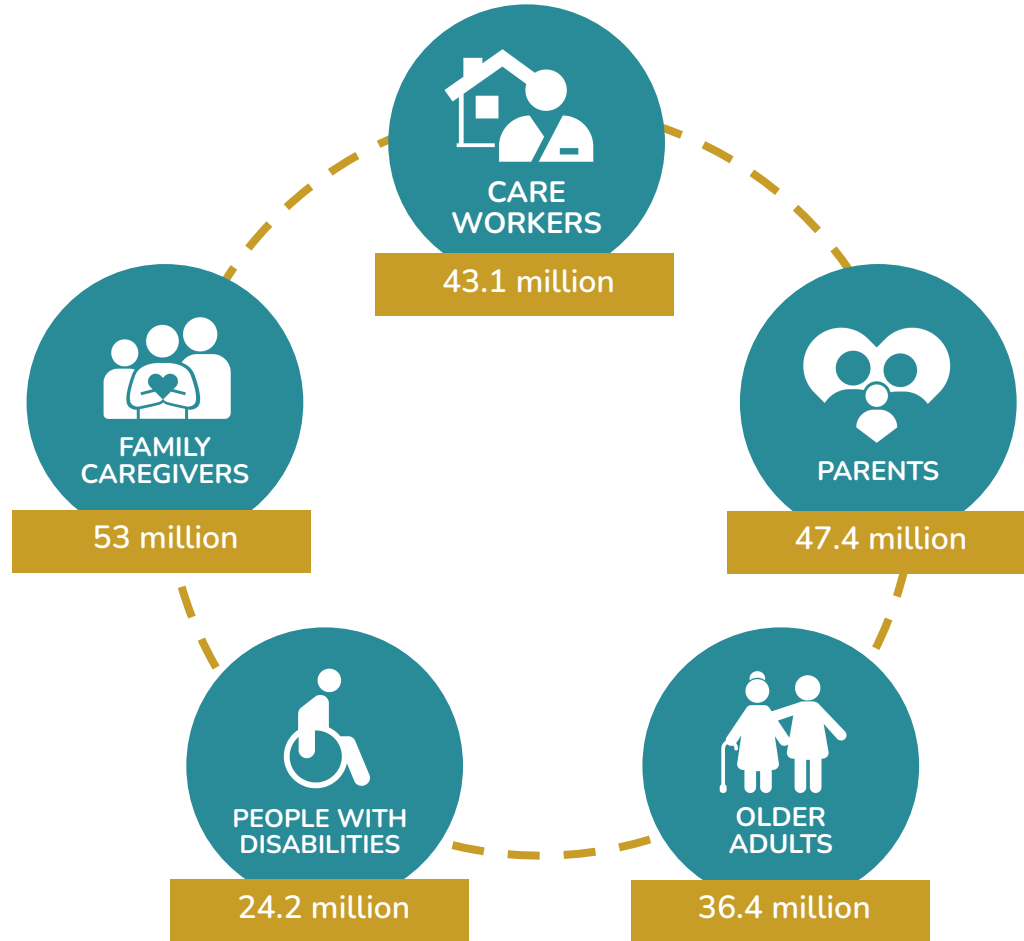 CARE
WORKERS
43.1 million
FAMILY
CAREGIVERS
53 million
PARENTS
47.4 million
PEOPLE WITH
DISABILITIES
24.2 million
OLDER
ADULTS
36.4 million